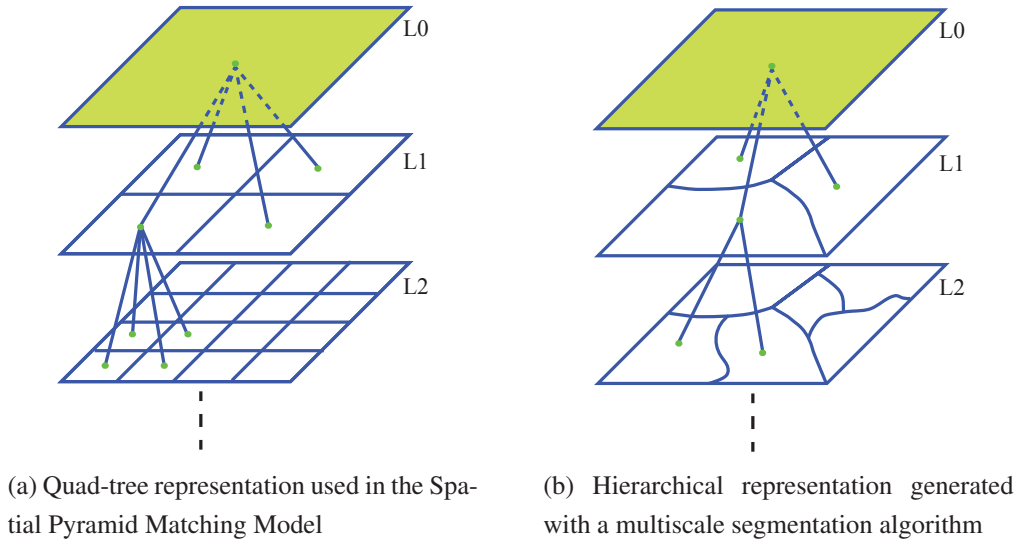 L0
L1
L2
(a) Quad-tree representation used in the Spa-
tial Pyramid Matching Model
L0
L1
L2
(b) Hierarchical representation generated
with a multiscale segmentation algorithm